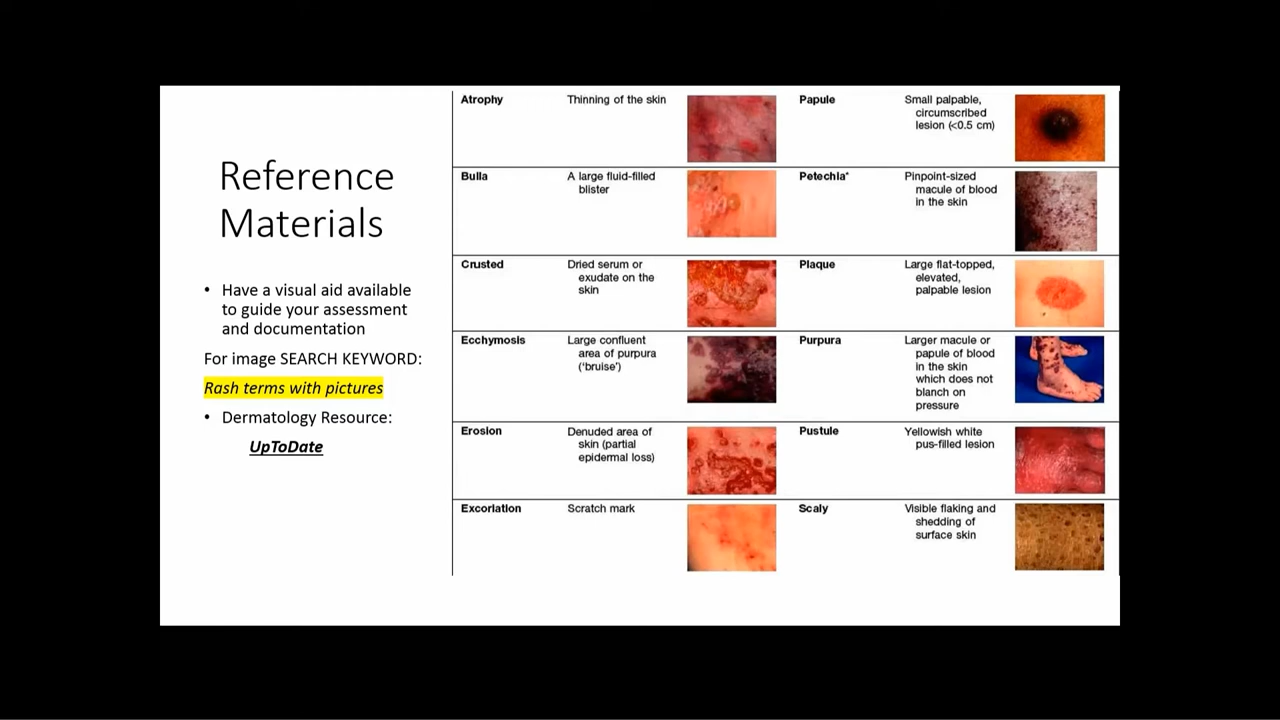 Reference
Materials
• Have a visual aid available
to guide your assessment
and documentation
For image SEARCH KEYWORD:
Rash terms with pictures
• Dermatology Resource:
UpToDate
Atrophy
Thinning of the skin
Bulla
A large fluid-filled
blister
Crusted
Dried serum or
exudate on the
skin
Ecchymosis
Large confluent
area of purpura
(‘bruise’)
Erosion
Denuded area of
skin (partial
epidermal loss)
Excoriation
Scratch mark
Papule
Small palpable,
circumscribed
lesion (<0.5 cm)
Petechia*
Pinpoint-sized
macule of blood
in the skin
Plaque
Large flat-topped,
elevated,
palpable lesion
Purpura
Larger macule or
papule of blood
in the skin
which does not
blanch on
pressure
Pustule
Yellowish white
pus-filled lesion
Scaly
Visible flaking and
shedding of
surface skin